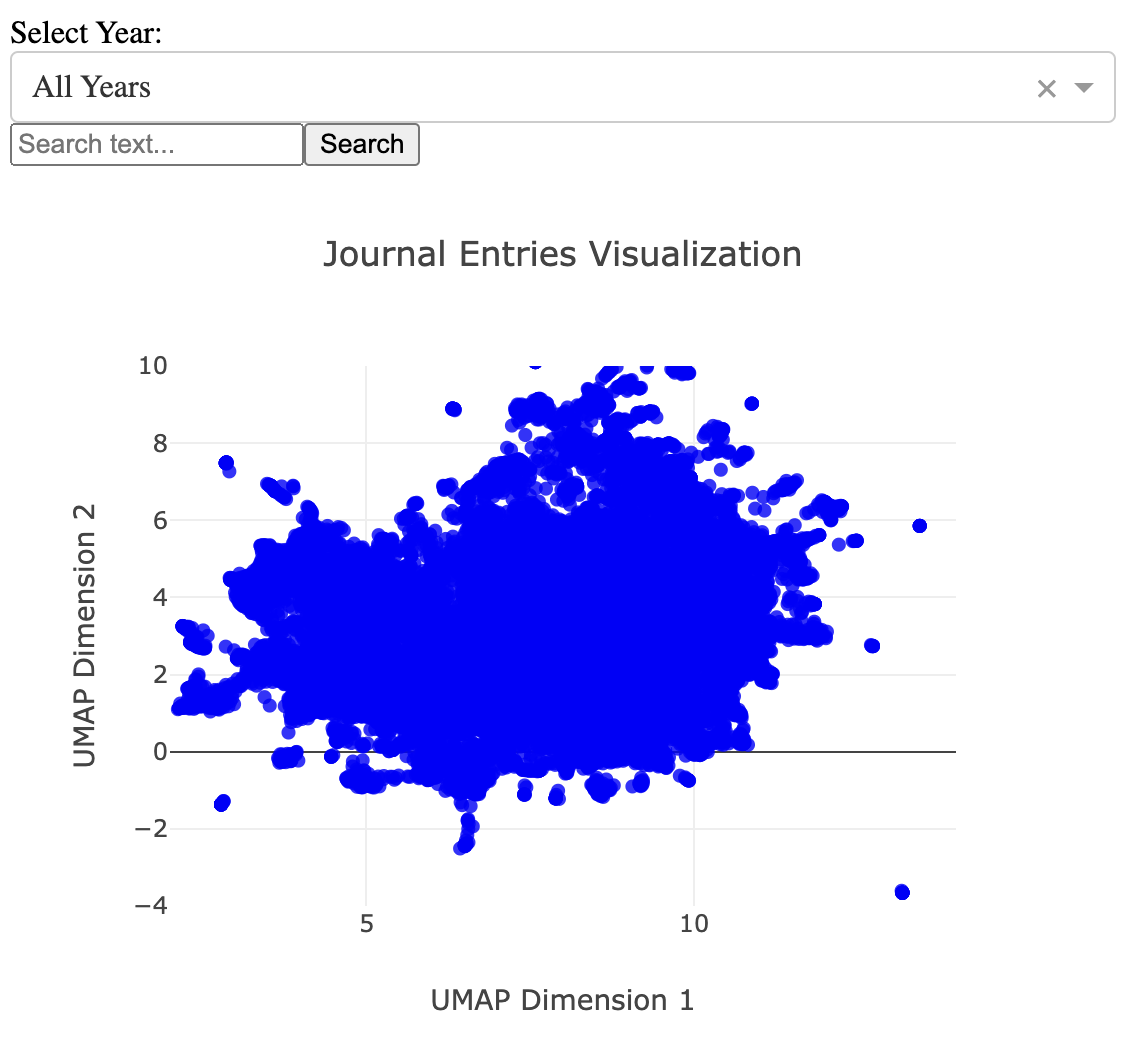 Select Year:
All Years
Search text... Search
Journal Entries Visualization
10
8
6
4
2
0
−2
−4
UMAP Dimension 2
5 10
UMAP Dimension 1